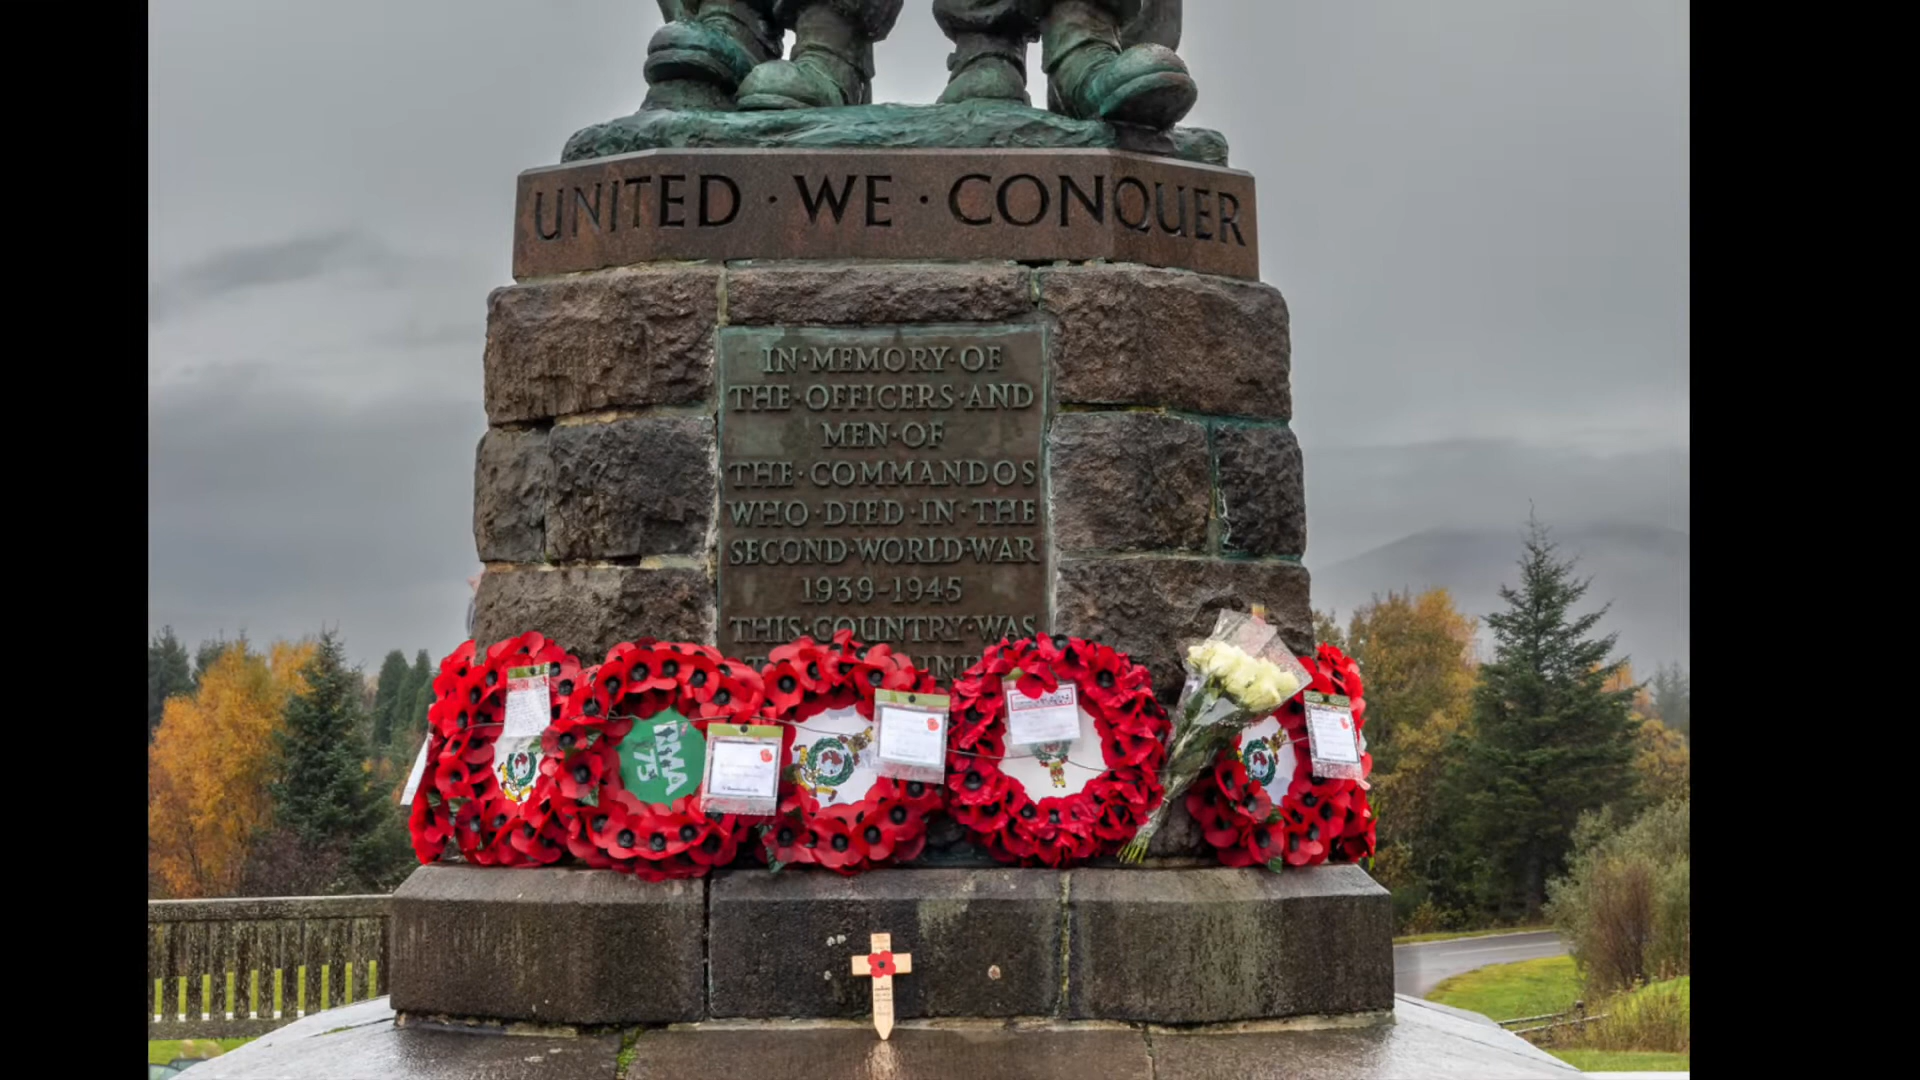 UNITED · WE · CONQUER
IN·MEMORY·OF
THE·OFFICERS·AND
MEN·OF
THE·COMMANDOS
WHO·DIED·IN·THE
SECOND·WORLD·WAR
1939-1945
THIS·COUNTRY·WAS
RMA
75